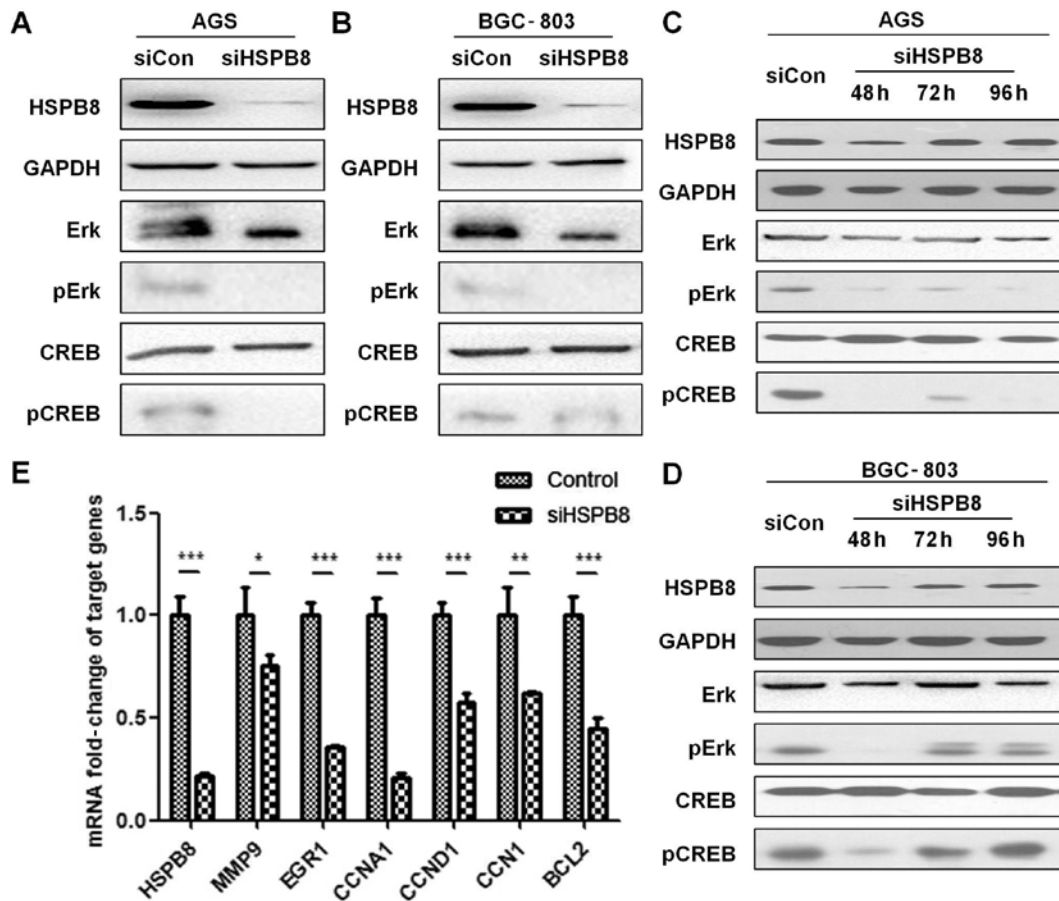 A
AGS
siCon siHSPB8
HSPB8
GAPDH
Erk
pErk
CREB
pCREB
B
BGC-803
siCon siHSPB8
HSPB8
GAPDH
Erk
pErk
CREB
pCREB
C
AGS
siCon
siHSPB8
48h 72h 96h
HSPB8
GAPDH
Erk
pErk
CREB
pCREB
D
BGC-803
siCon
siHSPB8
48h 72h 96h
HSPB8
GAPDH
Erk
pErk
CREB
pCREB
E
Control
siHSPB8
mRNA fold-change of target genes
1.5
1.0
0.5
0.0
*** * *** *** *** ** ***
HSPB8 MMP9 EGR1 CCNA1 CCND1 CCN1 BCL2